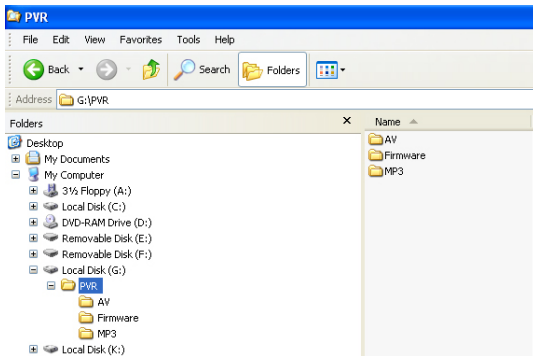 PVR
File Edit View Favorites Tools Help
Back Search Folders
Address G:\PVR
Folders x Name
Desktop
My Documents
My Computer
3½ Floppy (A:)
Local Disk (C:)
DVD-RAM Drive (D:)
Removable Disk (E:)
Removable Disk (F:)
Local Disk (G:)
PVR
AV
Firmware
MP3
Local Disk (K:)
AV
Firmware
MP3